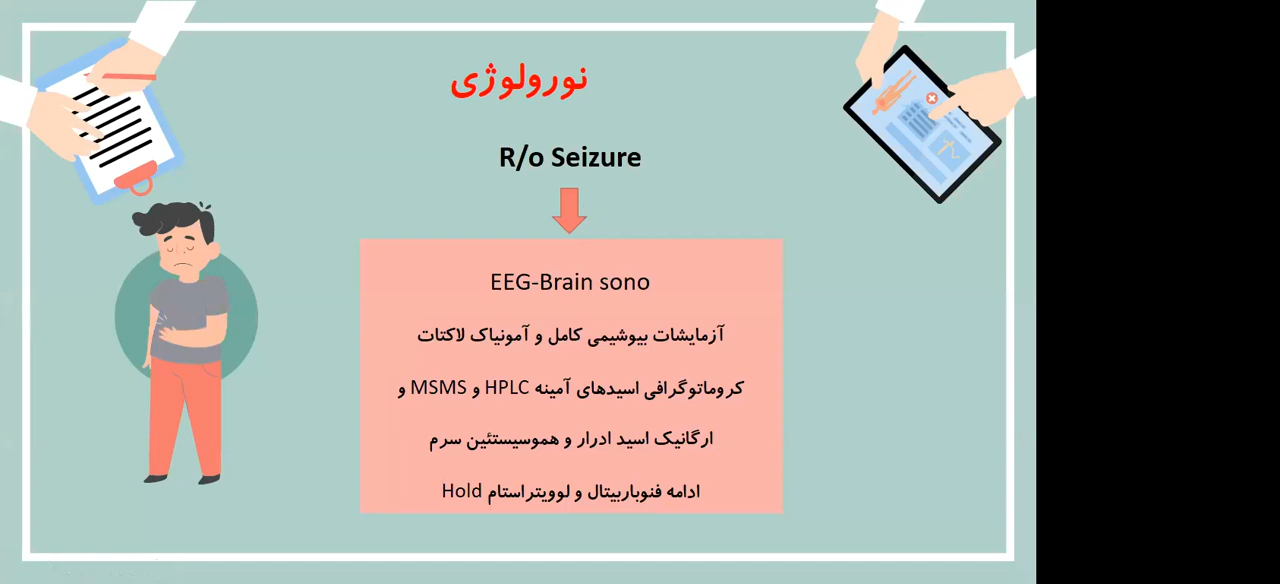 نورولوژی
R/o Seizure
EEG-Brain sono
آزمایشات بیوشیمی کامل و آمونیاک لاکتات
کروماتوگرافی اسیدهای آمینه HPLC و MSMS و
ارگانیک اسید ادرار و هموسیستئین سرم
ادامه فنوباربیتال و لوویتراستام Hold